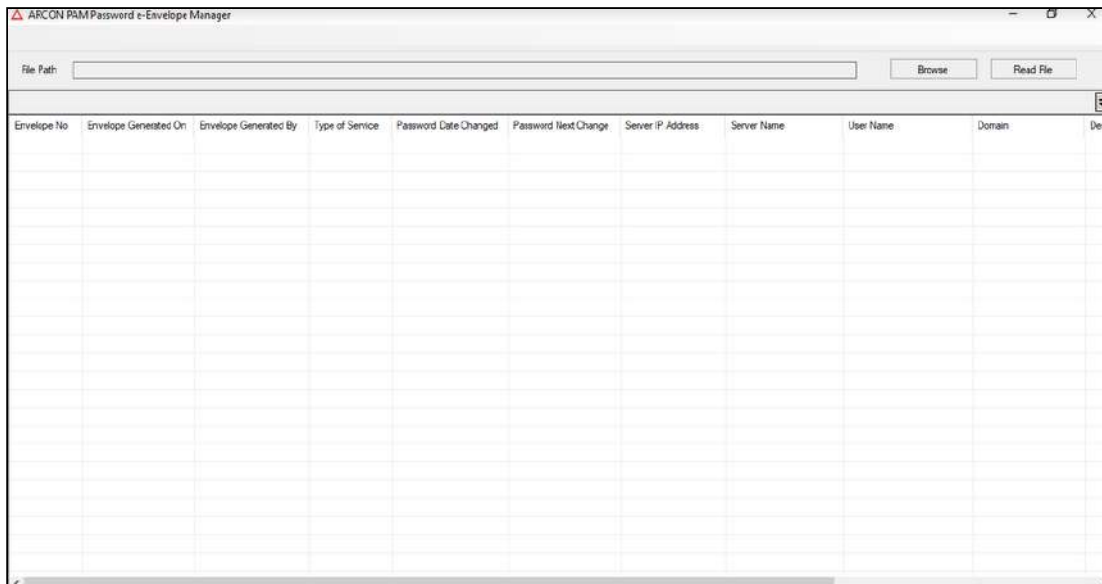 ARCON PAM Password e-Envelope Manager
File Path Browse Read File
Envelope No Envelope Generated On Envelope Generated By Type of Service Password Date Changed Password Next Change Server IP Address Server Name User Name Domain De